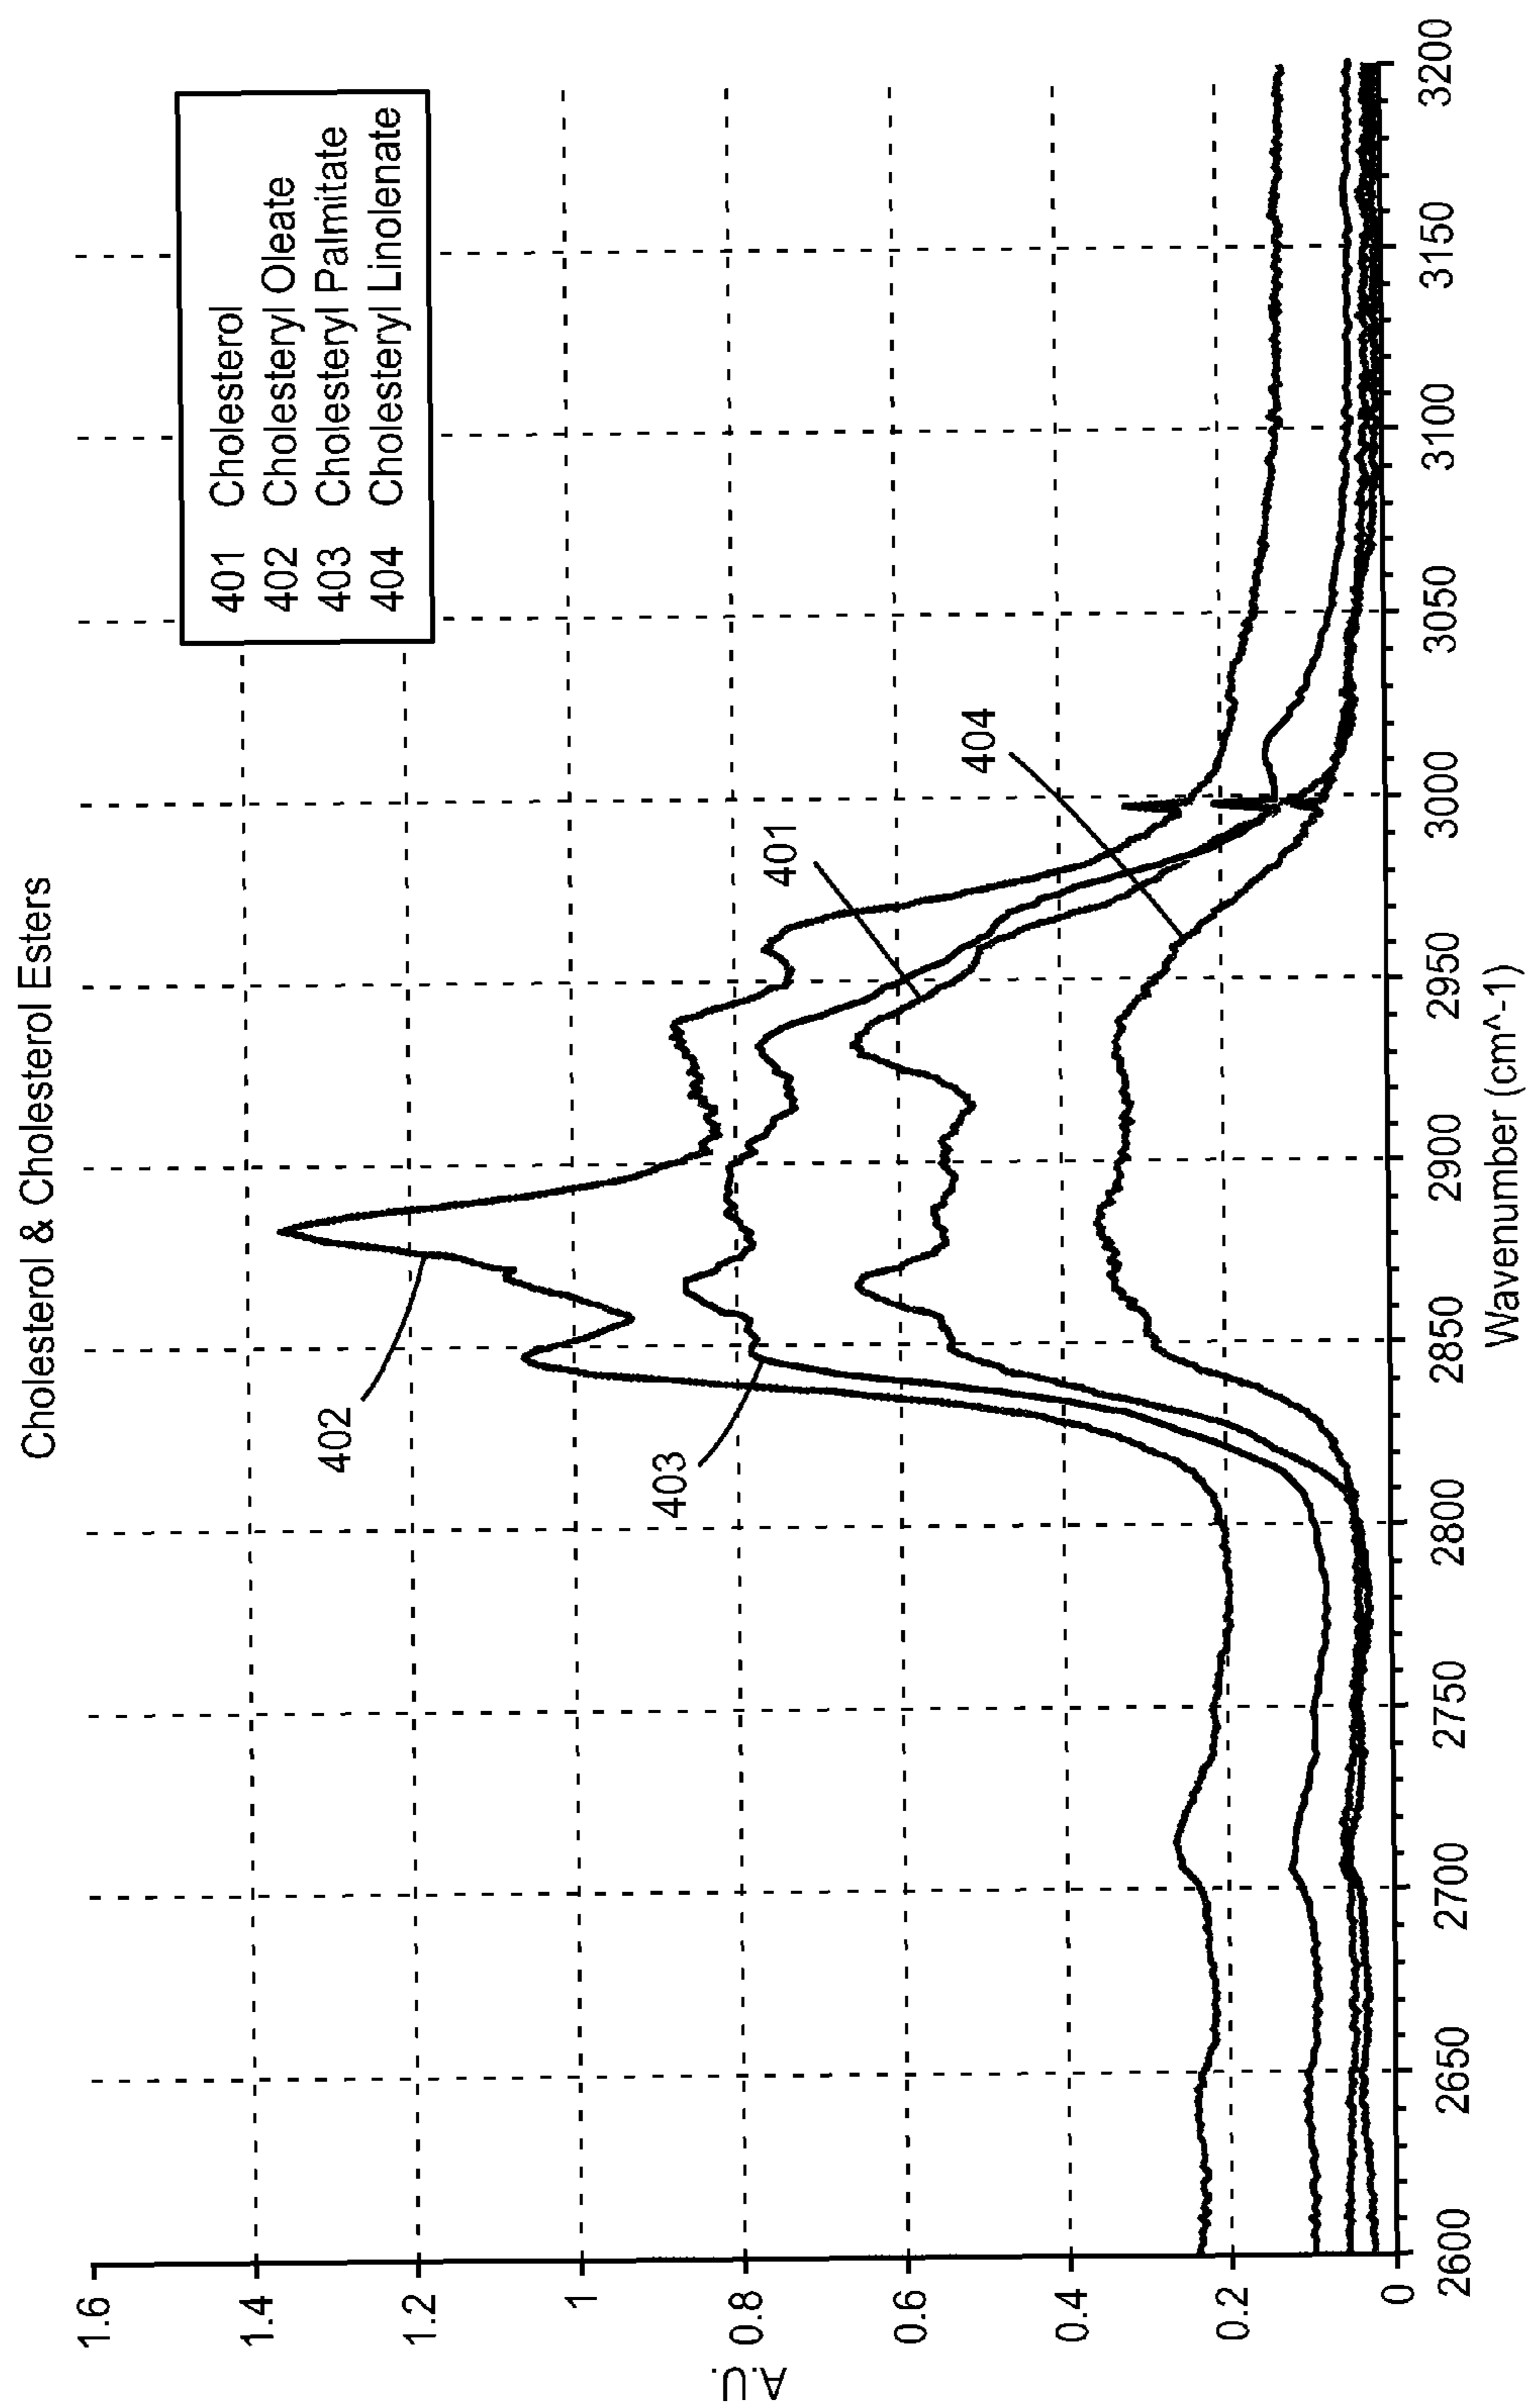 Cholesterol & Cholesterol Esters
401 Cholesterol
402 Cholesteryl Oleate
403 Cholesteryl Palmitate
404 Cholesteryl Linolenate
A.U.
1.6
1.4
1.2
1
0.8
0.6
0.4
0.2
0
402
403
401
404
2600 2650 2700 2750 2800 2850 2900 2950 3000 3050 3100 3150 3200
Wavenumber (cm^-1)